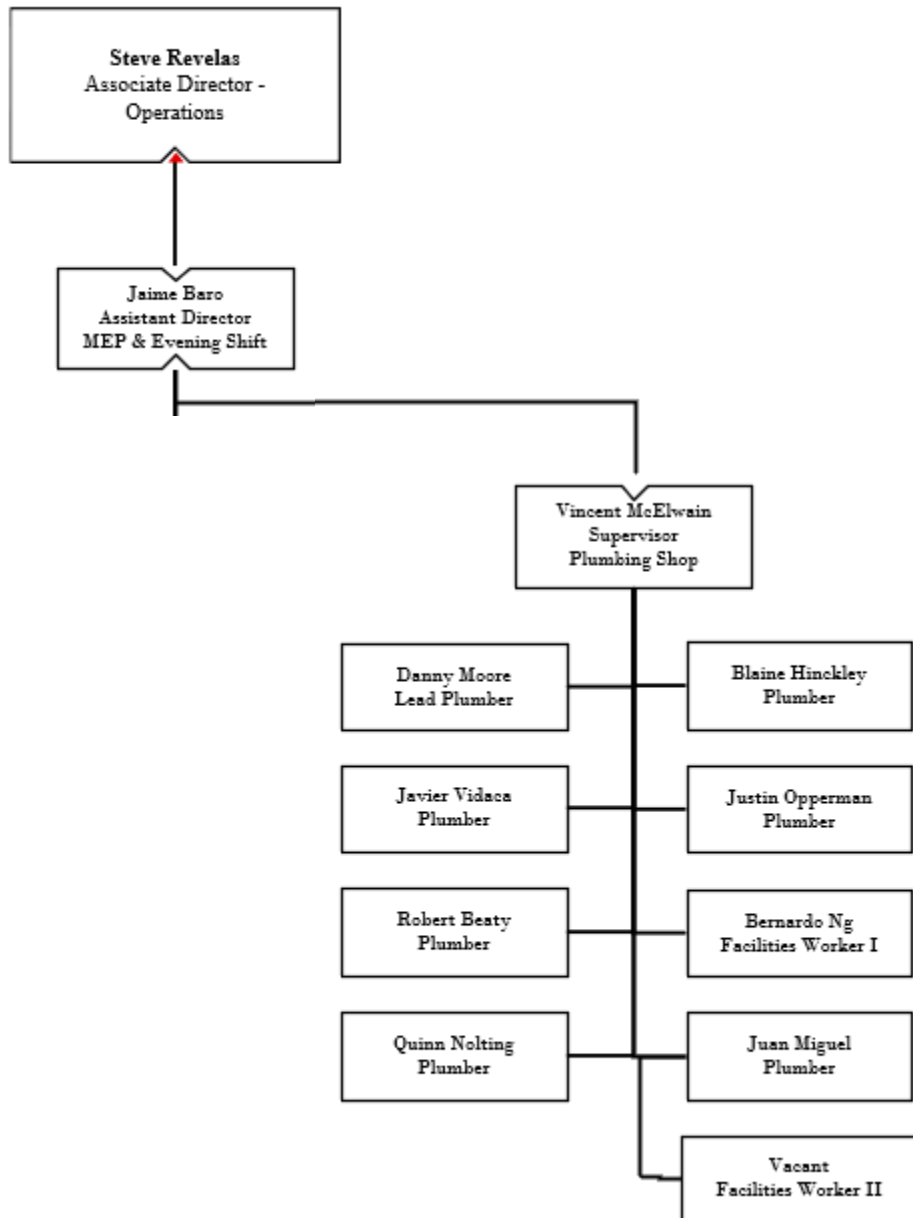 Steve Revelas
Associate Director -
Operations
Jaime Baro
Assistant Director
MEP & Evening Shift
Vincent McElwain
Supervisor
Plumbing Shop
Danny Moore
Lead Plumber
Blaine Hinckley
Plumber
Javier Vidaca
Plumber
Justin Opperman
Plumber
Robert Beaty
Plumber
Bernardo Ng
Facilities Worker I
Quinn Nolting
Plumber
Juan Miguel
Plumber
Vacant
Facilities Worker II